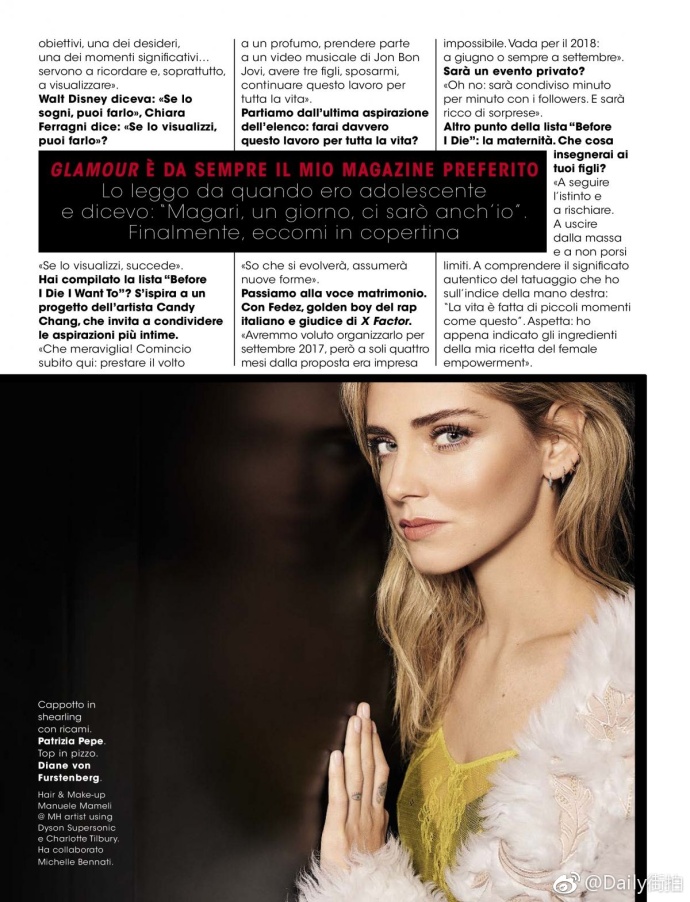 obiettivi, una dei desideri,
una dei momenti significativi…
servono a ricordare e, soprattutto,
a visualizzare».
Walt Disney diceva: «Se lo
sogni, puoi farlo», Chiara
Ferragni dice: «Se lo visualizzi,
puoi farlo»?
a un profumo, prendere parte
a un video musicale di Jon Bon
Jovi, avere tre figli, sposarmi,
continuare questo lavoro per
tutta la vita».
Partiamo dall’ultima aspirazione
dell’elenco: farai davvero
questo lavoro per tutta la vita?
impossibile. Vada per il 2018:
a giugno o sempre a settembre».
Sarà un evento privato?
«Oh no: sarà condiviso minuto
per minuto con i followers. E sarà
ricco di sorprese».
Altro punto della lista “Before
I Die”: la maternità. Che cosa
insegnerai ai
tuoi figli?
«A seguire
l’istinto e
a rischiare.
A uscire
dalla massa
e a non porsi
GLAMOUR È DA SEMPRE IL MIO MAGAZINE PREFERITO
Lo leggo da quando ero adolescente
e dicevo: “Magari, un giorno, ci sarò anch’io”.
Finalmente, eccomi in copertina
«Se lo visualizzi, succede».
Hai compilato la lista “Before
I Die I Want To”? S’ispira a un
progetto dell’artista Candy
Chang, che invita a condividere
le aspirazioni più intime.
«Che meraviglia! Comincio
subito qui: prestare il volto
«So che si evolverà, assumerà
nuove forme».
Passiamo alla voce matrimonio.
Con Fedez, golden boy del rap
italiano e giudice di X Factor.
«Avremmo voluto organizzarlo per
settembre 2017, però a soli quattro
mesi dalla proposta era impresa
limiti. A comprendere il significato
autentico del tatuaggio che ho
sull’indice della mano destra:
“La vita è fatta di piccoli momenti
come questo”. Aspetta: ho
appena indicato gli ingredienti
della mia ricetta del female
empowerment».
Cappotto in
shearling
con ricami.
Patrizia Pepe.
Top in pizzo.
Diane von
Furstenberg.
Hair & Make-up
Manuele Mameli
@ MH artist using
Dyson Supersonic
e Charlotte Tilbury.
Ha collaborato
Michelle Bennati.
@Daily街拍